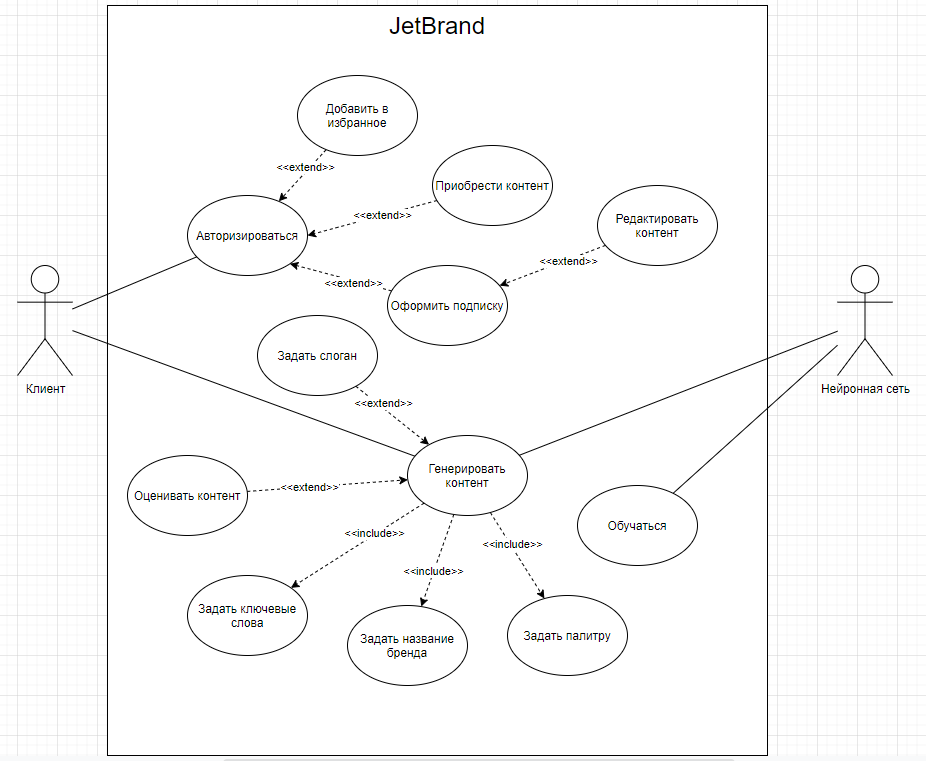 JetBrand
Добавить в
избранное
<<extend>>
Приобрести контент
<<extend>>
Редактировать
контент
Авторизироваться
<<extend>>
<<extend>>
Оформить подписку
Задать слоган
Клиент
Нейронная сеть
<<extend>>
Генерировать
контент
Оценивать контент
<<extend>>
Обучаться
<<include>>
<<include>>
<<include>>
Задать ключевые
слова
Задать название
бренда
Задать палитру